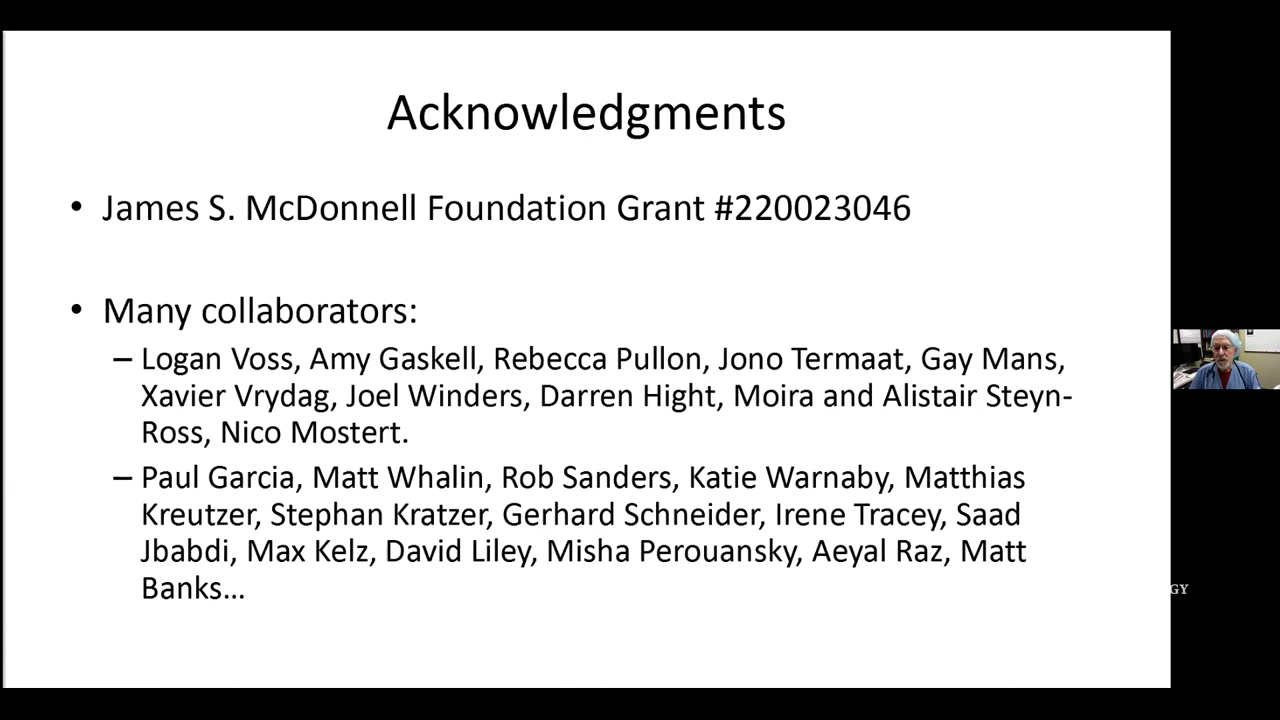 Acknowledgments
• James S. McDonnell Foundation Grant #220023046
• Many collaborators:
– Logan Voss, Amy Gaskell, Rebecca Pullon, Jono Termaat, Gay Mans,
Xavier Vrydag, Joel Winders, Darren Hight, Moira and Alistair Steyn-
Ross, Nico Mostert.
– Paul Garcia, Matt Whalin, Rob Sanders, Katie Warnaby, Matthias
Kreutzer, Stephan Kratzer, Gerhard Schneider, Irene Tracey, Saad
Jbabdi, Max Kelz, David Liley, Misha Perouansky, Aeyal Raz, Matt
Banks...
GY